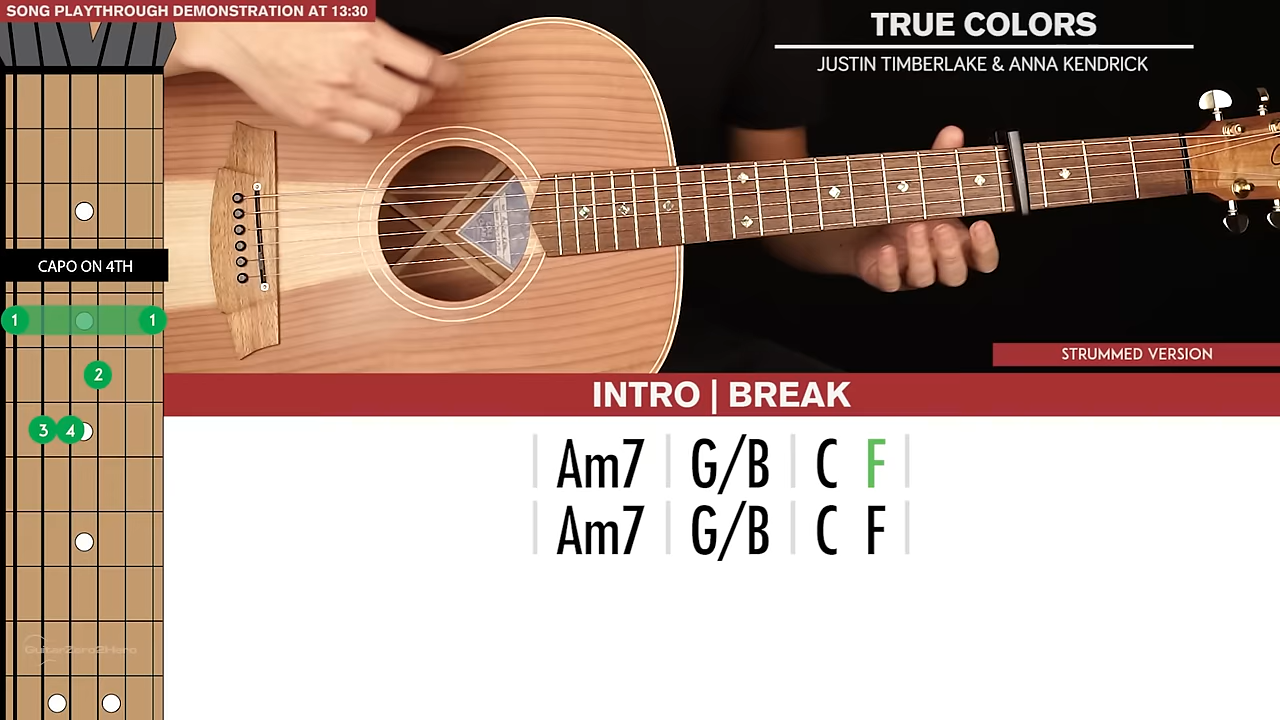 SONG PLAYTHROUGH DEMONSTRATION AT 13:30
TRUE COLORS
JUSTIN TIMBERLAKE & ANNA KENDRICK
CAPO ON 4TH
1 1
2
3 4
STRUMMED VERSION
INTRO | BREAK
| Am7 | G/B | C F |
| Am7 | G/B | C F |
GuitarZero2Hero